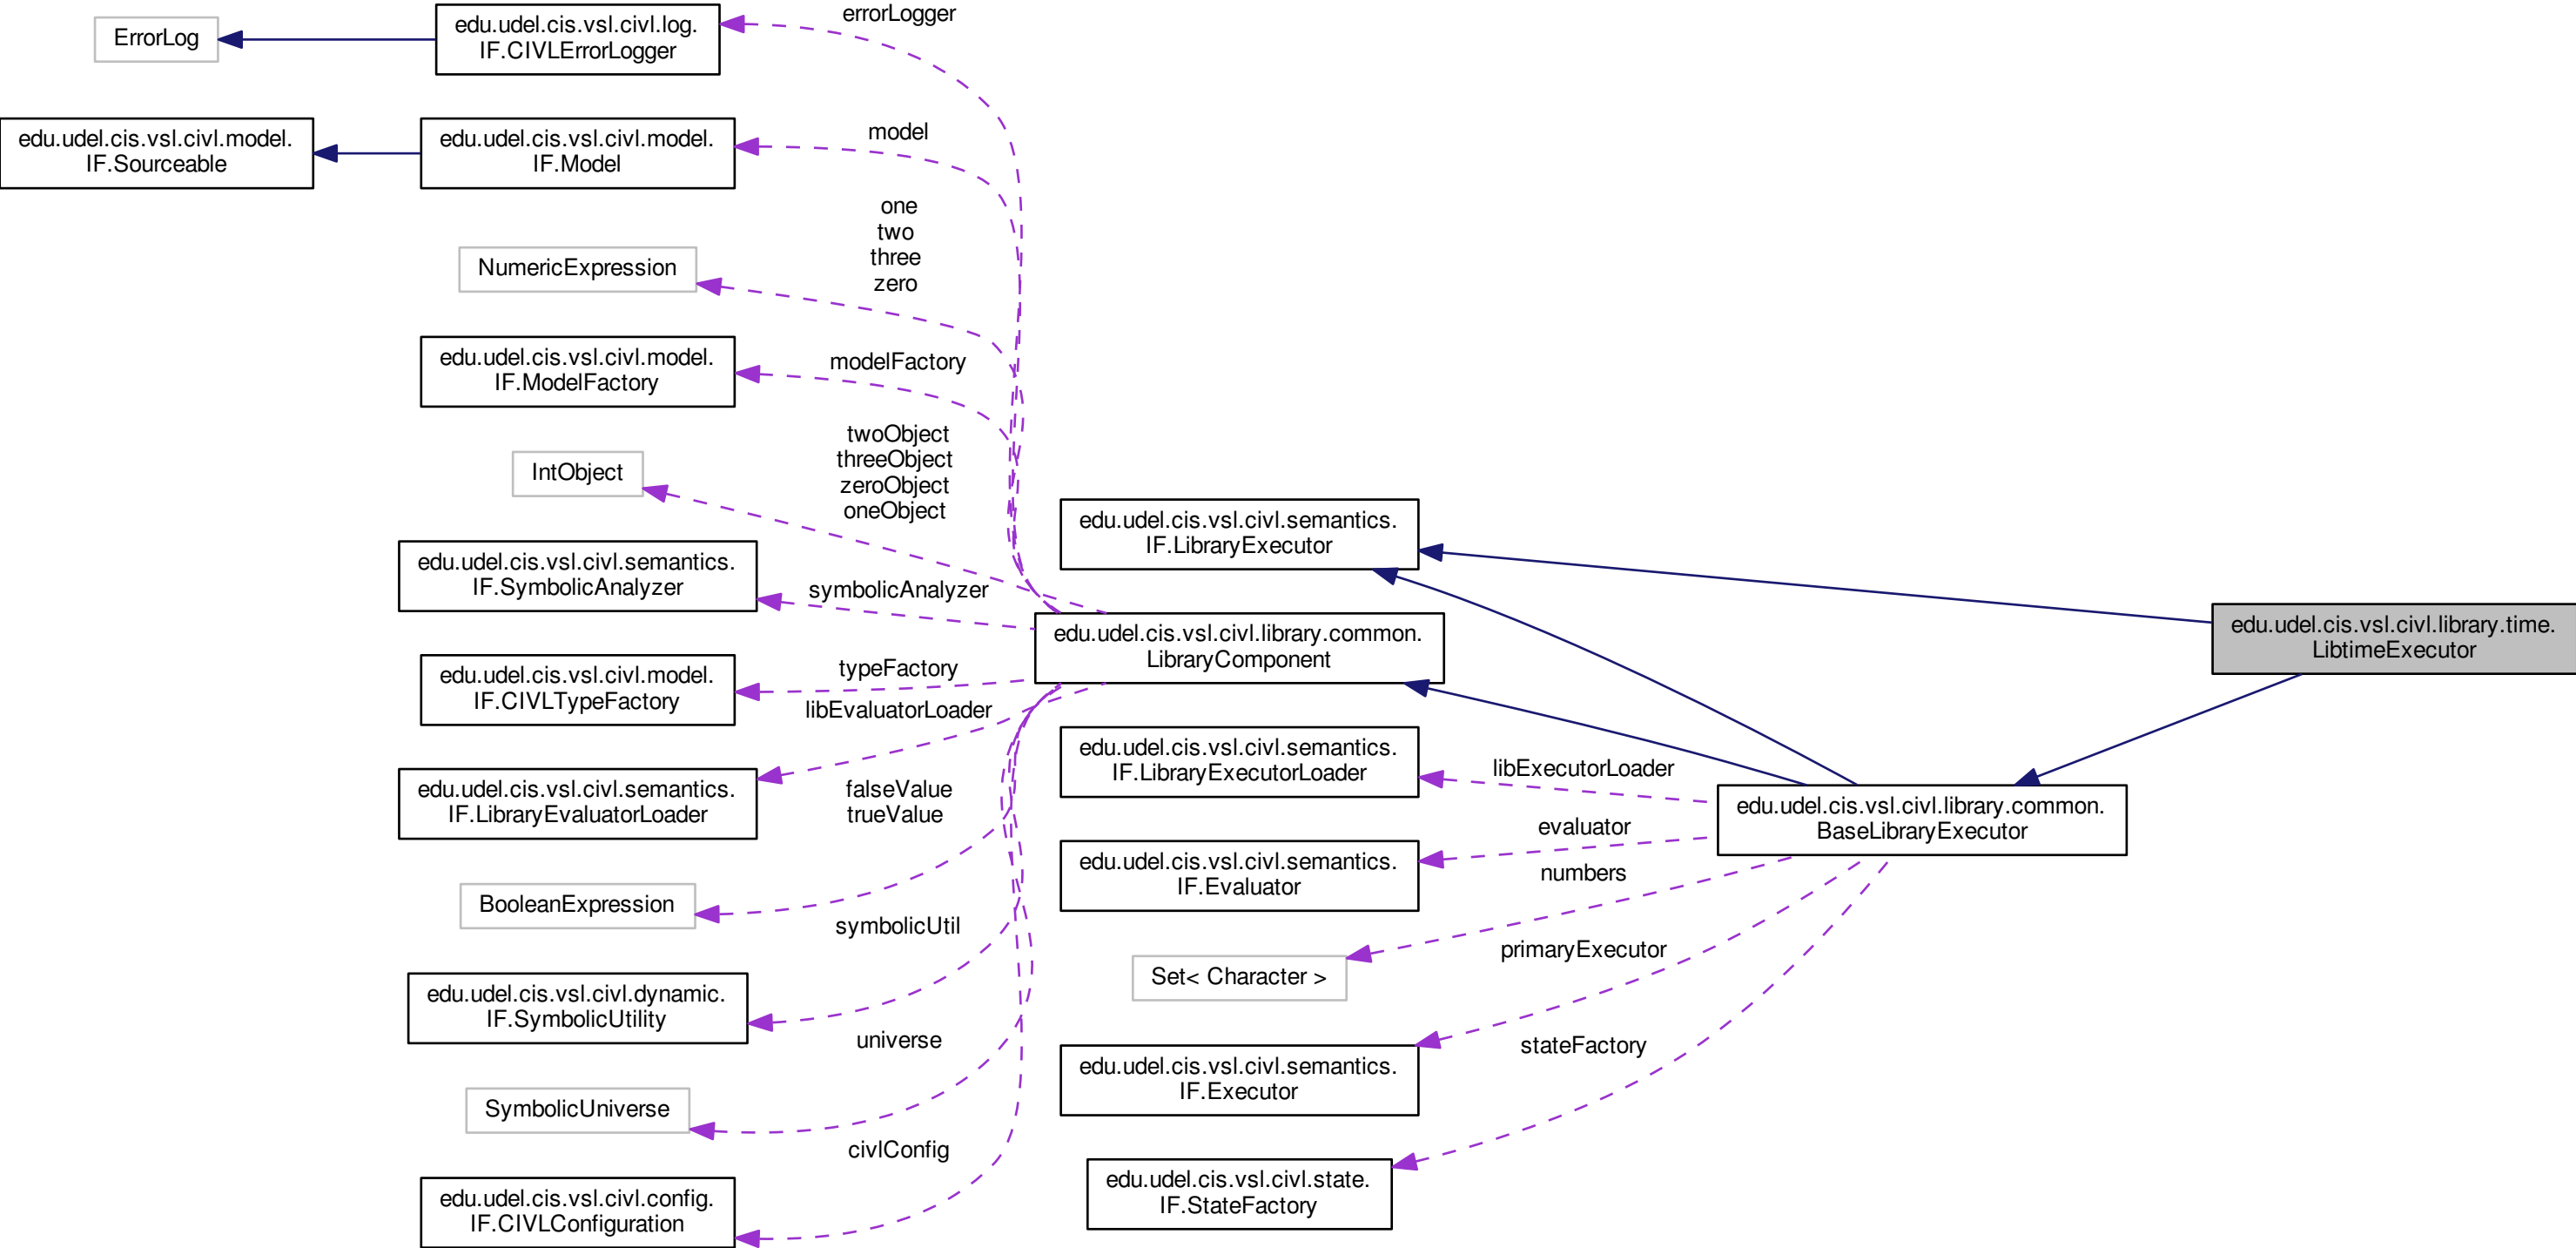 ErrorLog
edu.udel.cis.vsl.civl.log.
IF.CIVLErrorLogger
errorLogger
edu.udel.cis.vsl.civl.model.
IF.Sourceable
edu.udel.cis.vsl.civl.model.
IF.Model
model
NumericExpression
one
two
three
zero
edu.udel.cis.vsl.civl.model.
IF.ModelFactory
modelFactory
IntObject
twoObject
threeObject
zeroObject
oneObject
edu.udel.cis.vsl.civl.semantics.
IF.SymbolicAnalyzer
symbolicAnalyzer
edu.udel.cis.vsl.civl.model.
IF.CIVLTypeFactory
typeFactory
edu.udel.cis.vsl.civl.semantics.
IF.LibraryEvaluatorLoader
libEvaluatorLoader
BooleanExpression
falseValue
trueValue
edu.udel.cis.vsl.civl.dynamic.
IF.SymbolicUtility
symbolicUtil
SymbolicUniverse
universe
edu.udel.cis.vsl.civl.config.
IF.CIVLConfiguration
civlConfig
edu.udel.cis.vsl.civl.semantics.
IF.LibraryExecutor
edu.udel.cis.vsl.civl.library.common.
LibraryComponent
edu.udel.cis.vsl.civl.semantics.
IF.LibraryExecutorLoader
libExecutorLoader
edu.udel.cis.vsl.civl.semantics.
IF.Evaluator
evaluator
Set< Character >
numbers
edu.udel.cis.vsl.civl.semantics.
IF.Executor
primaryExecutor
edu.udel.cis.vsl.civl.state.
IF.StateFactory
stateFactory
edu.udel.cis.vsl.civl.library.common.
BaseLibraryExecutor
edu.udel.cis.vsl.civl.library.time.
LibtimeExecutor